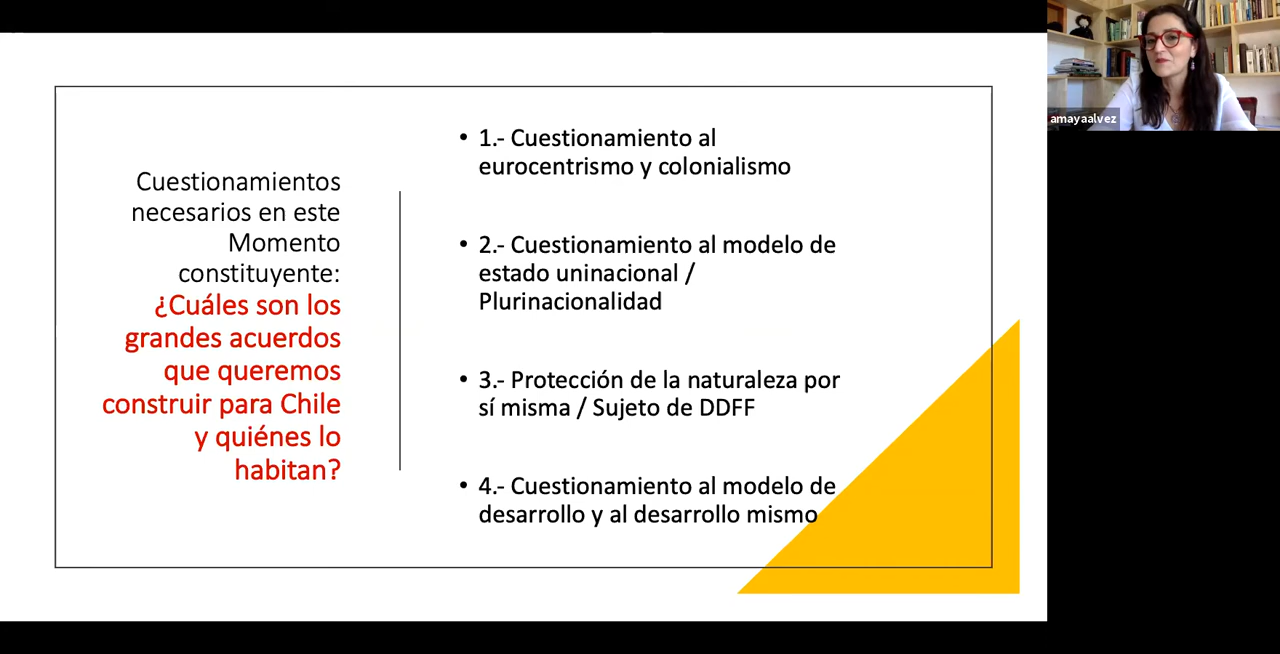 Cuestionamientos
necesarios en este
Momento
constituyente:
¿Cuáles son los
grandes acuerdos
que queremos
construir para Chile
y quiénes lo
habitan?
• 1.- Cuestionamiento al
eurocentrismo y colonialismo
• 2.- Cuestionamiento al modelo de
estado uninacional /
Plurinacionalidad
• 3.- Protección de la naturaleza por
sí misma / Sujeto de DDFF
• 4.- Cuestionamiento al modelo de
desarrollo y al desarrollo mismo
amayaalvez